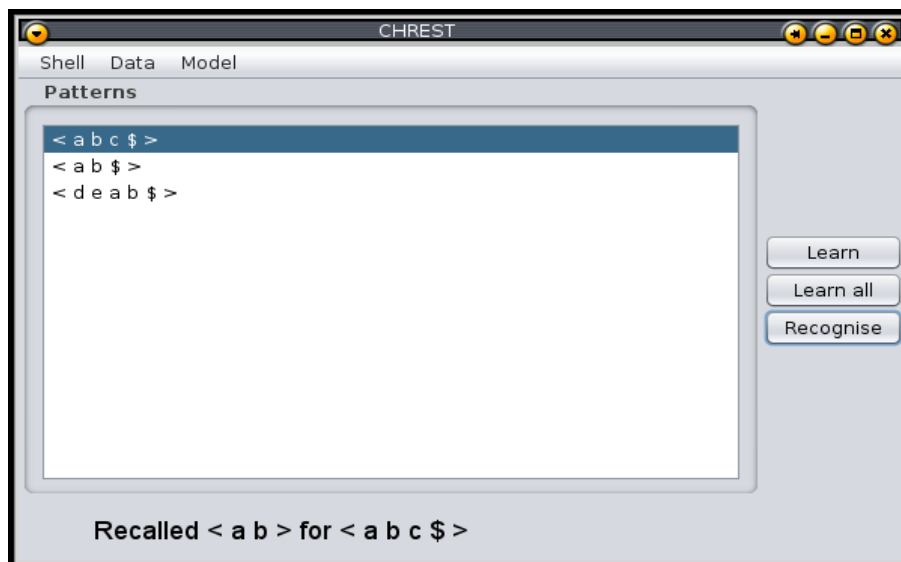 CHREST
Shell Data Model
Patterns
< a b c $ >
< a b $ >
< d e a b $ >
Learn
Learn all
Recognise
Recalled < a b > for < a b c $ >